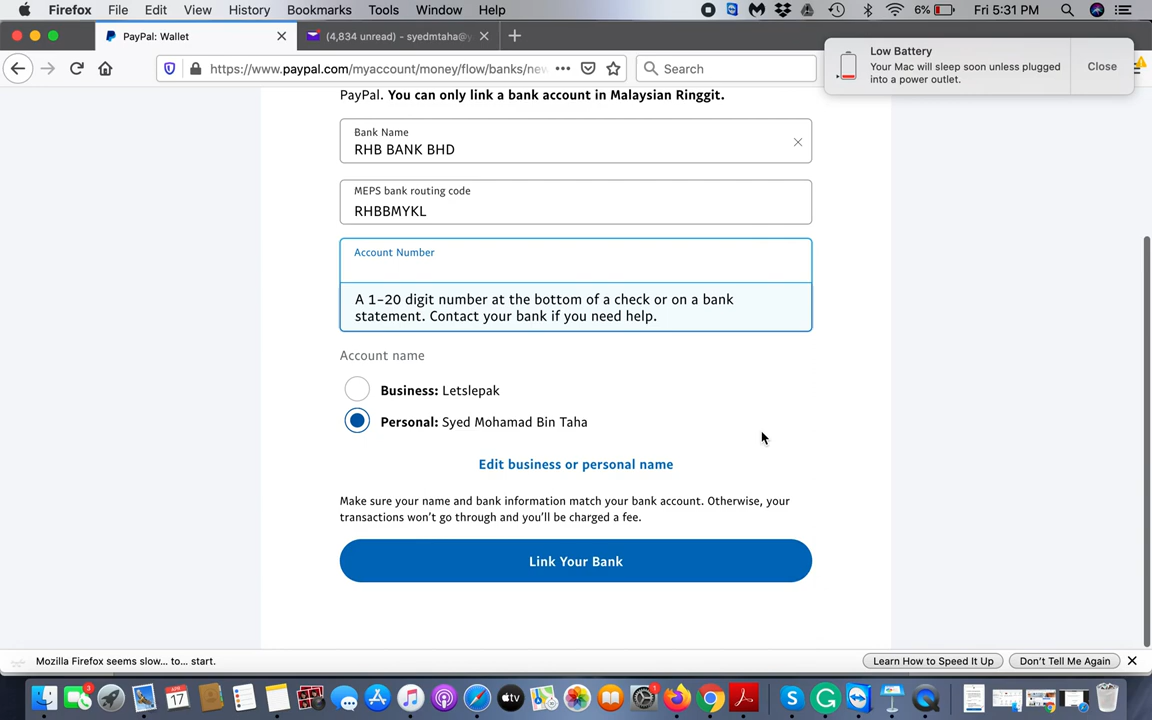 Firefox File Edit View History Bookmarks Tools Window Help 6% Fri 5:31 PM
PayPal: Wallet (4,834 unread) - syedmtaha@y
https://www.paypal.com/myaccount/money/flow/banks/new Search
Low Battery
Your Mac will sleep soon unless plugged
into a power outlet.
Close
PayPal. You can only link a bank account in Malaysian Ringgit.
Bank Name
RHB BANK BHD
MEPS bank routing code
RHBBMYKL
Account Number
A 1-20 digit number at the bottom of a check or on a bank
statement. Contact your bank if you need help.
Account name
Business: Letslepak
Personal: Syed Mohamad Bin Taha
Edit business or personal name
Make sure your name and bank information match your bank account. Otherwise, your
transactions won't go through and you'll be charged a fee.
Link Your Bank
Mozilla Firefox seems slow... to... start. Learn How to Speed It Up Don't Tell Me Again